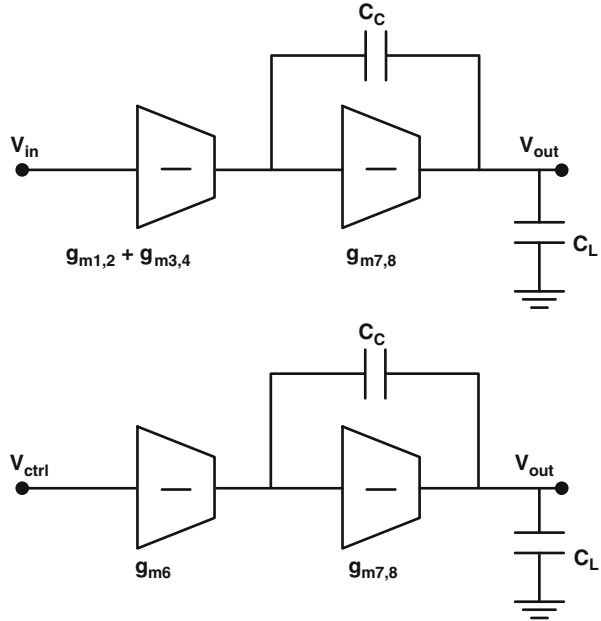 C_C
V_in
V_out
g_m1,2 + g_m3,4
g_m7,8
C_L
C_C
V_ctrl
V_out
g_m6
g_m7,8
C_L